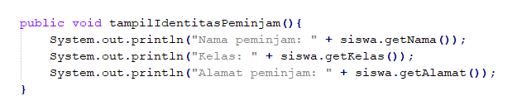 public void tampilIdentitasPeminjam(){
    System.out.println("Nama peminjam: " + siswa.getNama());
    System.out.println("Kelas: " + siswa.getKelas());
    System.out.println("Alamat peminjam: " + siswa.getAlamat());
}